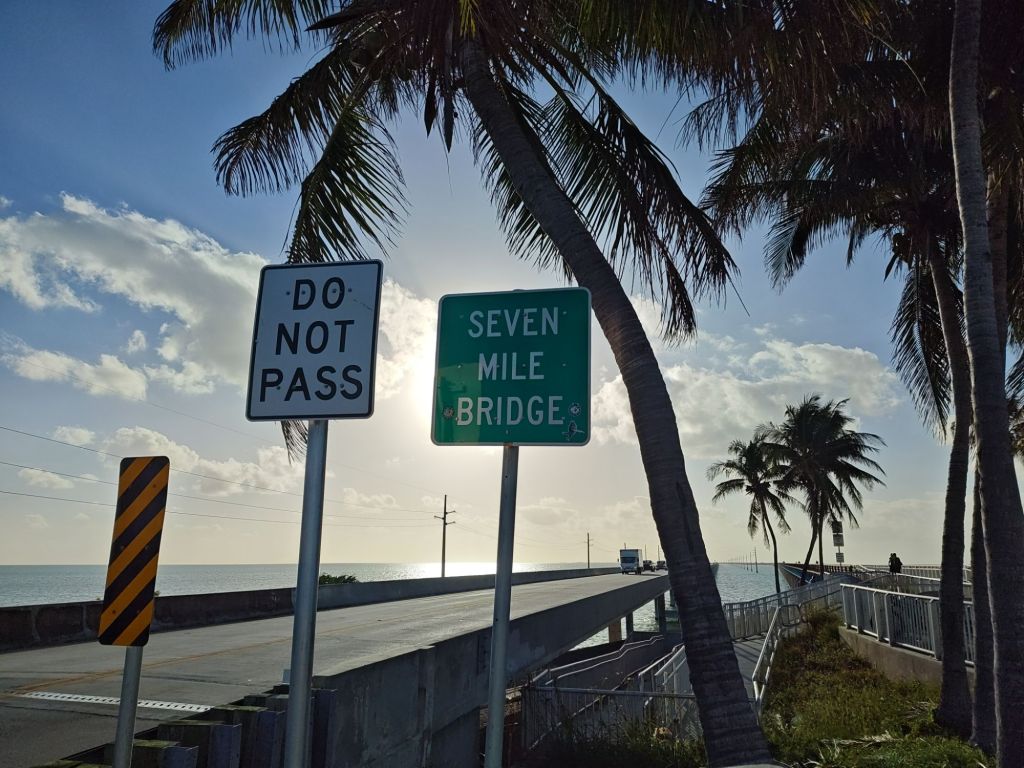 DO
NOT
PASS
SEVEN
MILE
BRIDGE